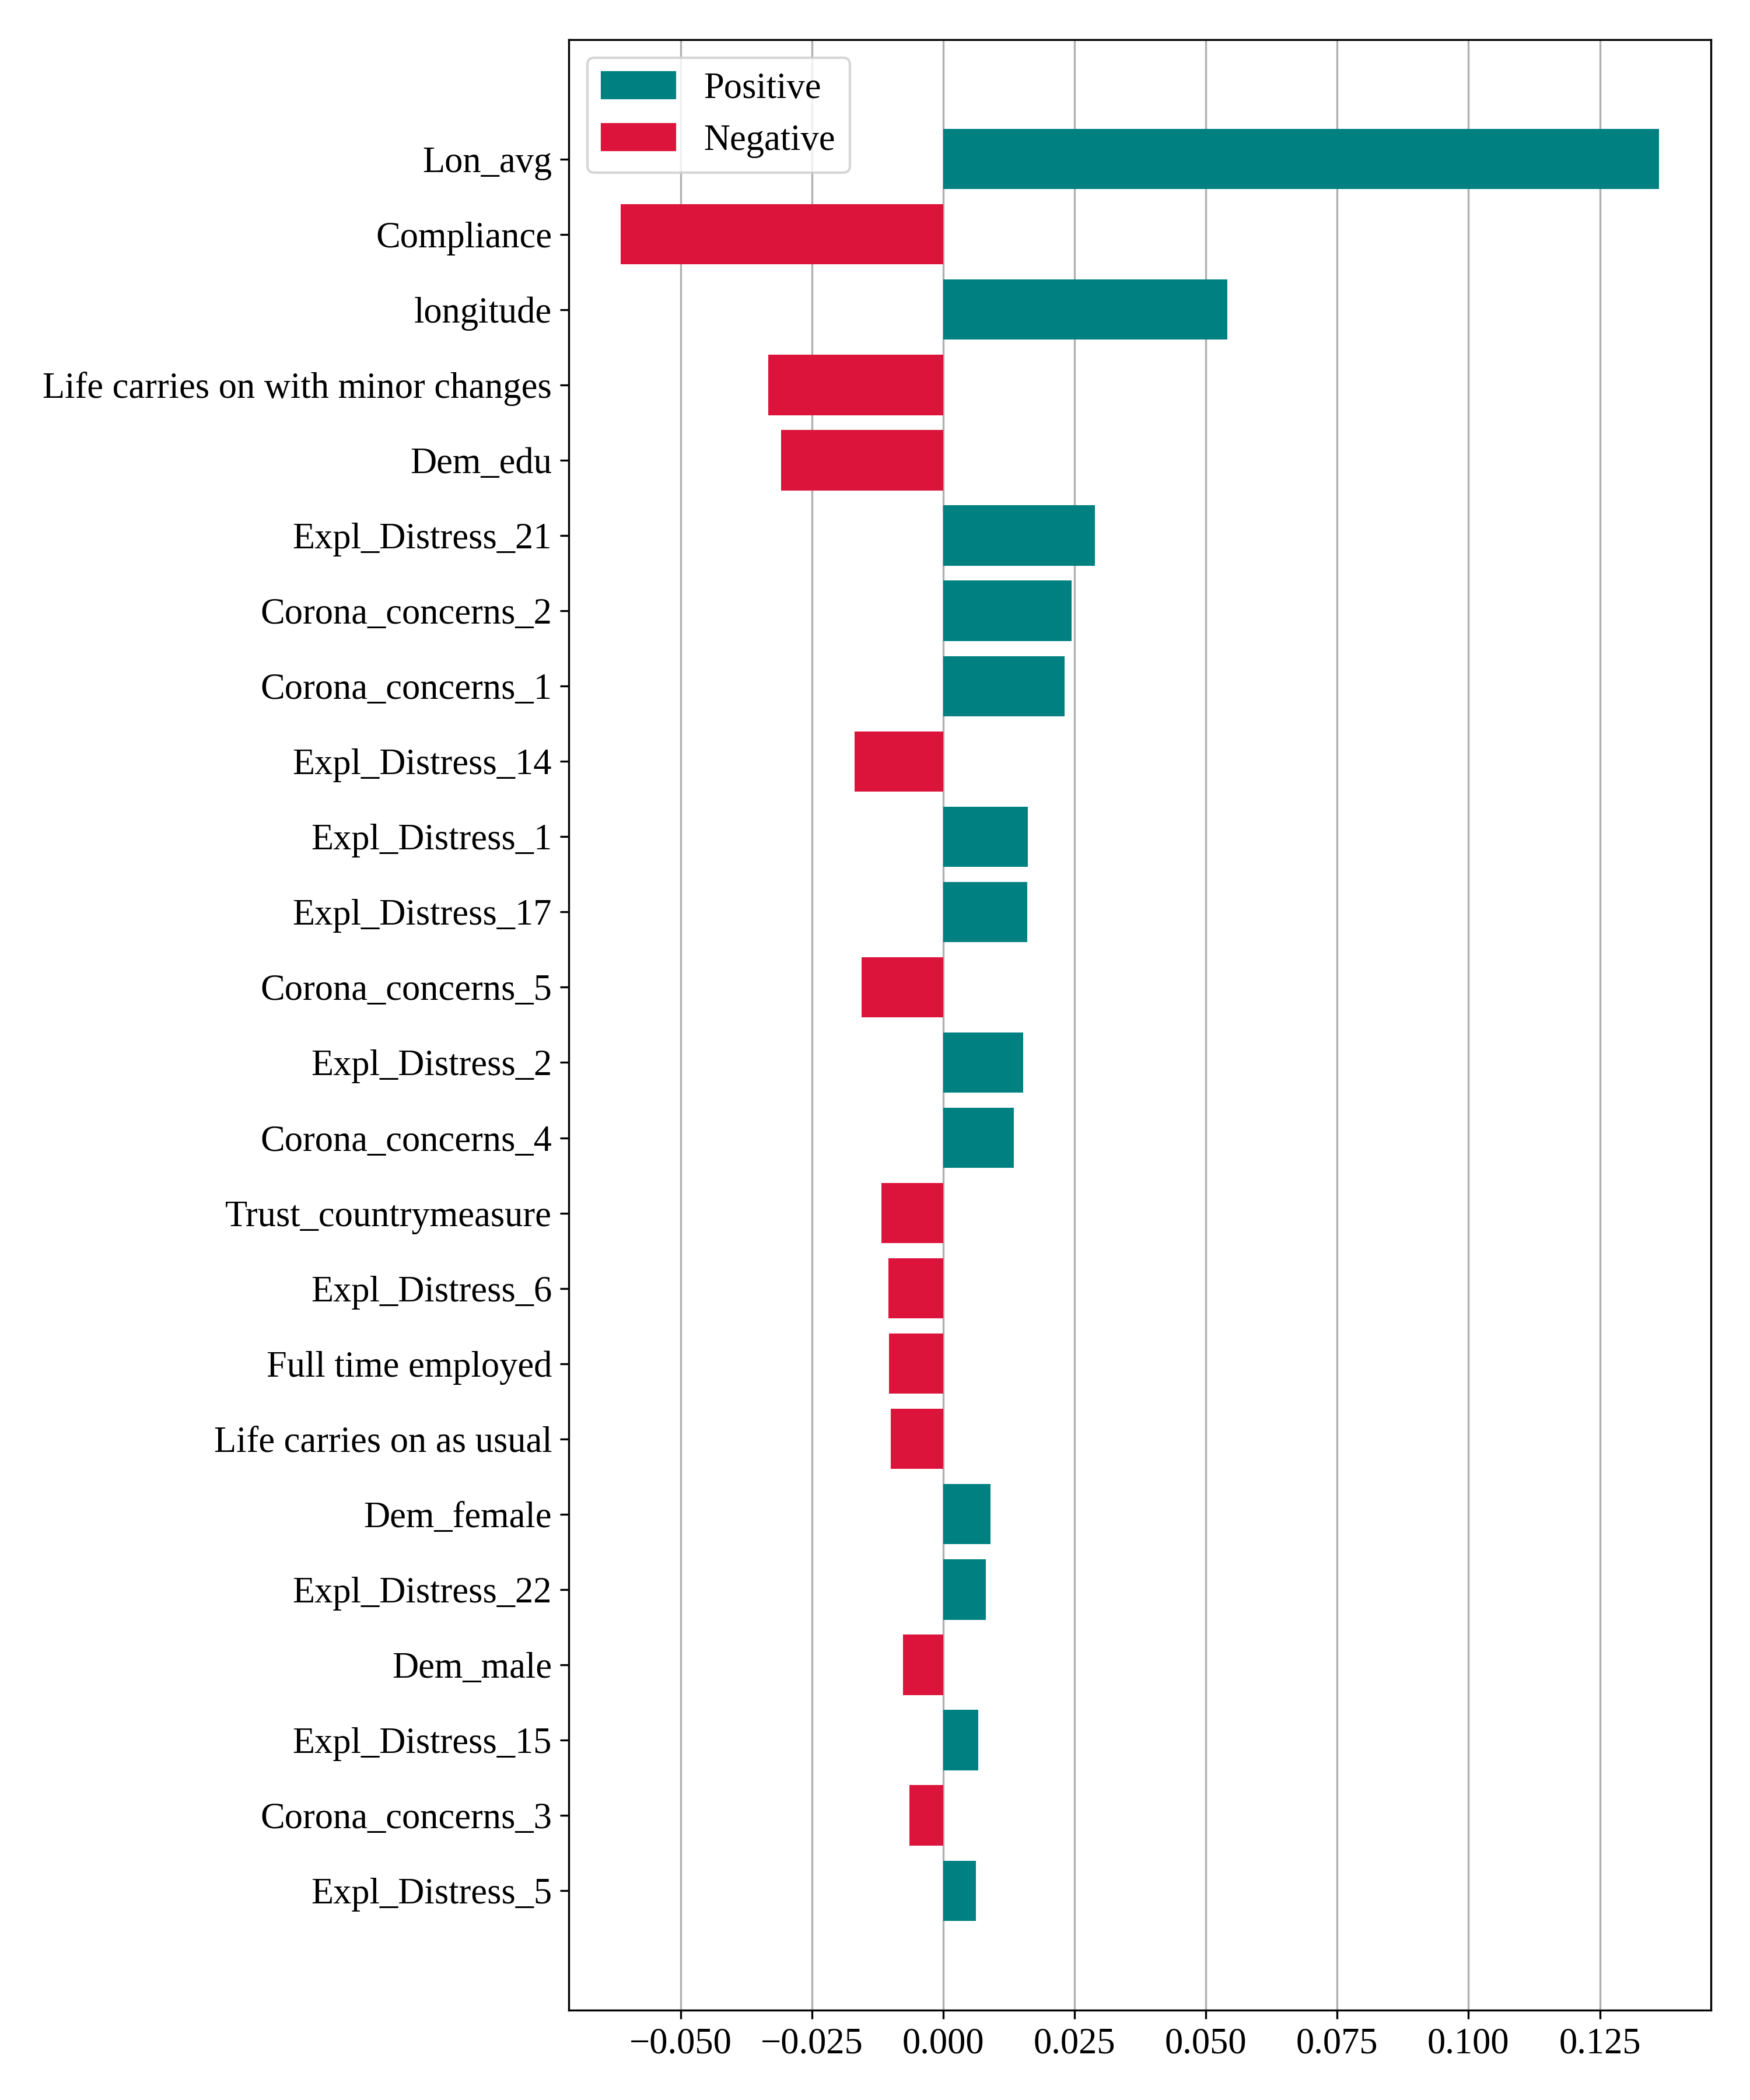 Positive
Negative
Lon_avg
Compliance
longitude
Life carries on with minor changes
Dem_edu
Expl_Distress_21
Corona_concerns_2
Corona_concerns_1
Expl_Distress_14
Expl_Distress_1
Expl_Distress_17
Corona_concerns_5
Expl_Distress_2
Corona_concerns_4
Trust_countrymeasure
Expl_Distress_6
Full time employed
Life carries on as usual
Dem_female
Expl_Distress_22
Dem_male
Expl_Distress_15
Corona_concerns_3
Expl_Distress_5
−0.050 −0.025 0.000 0.025 0.050 0.075 0.100 0.125